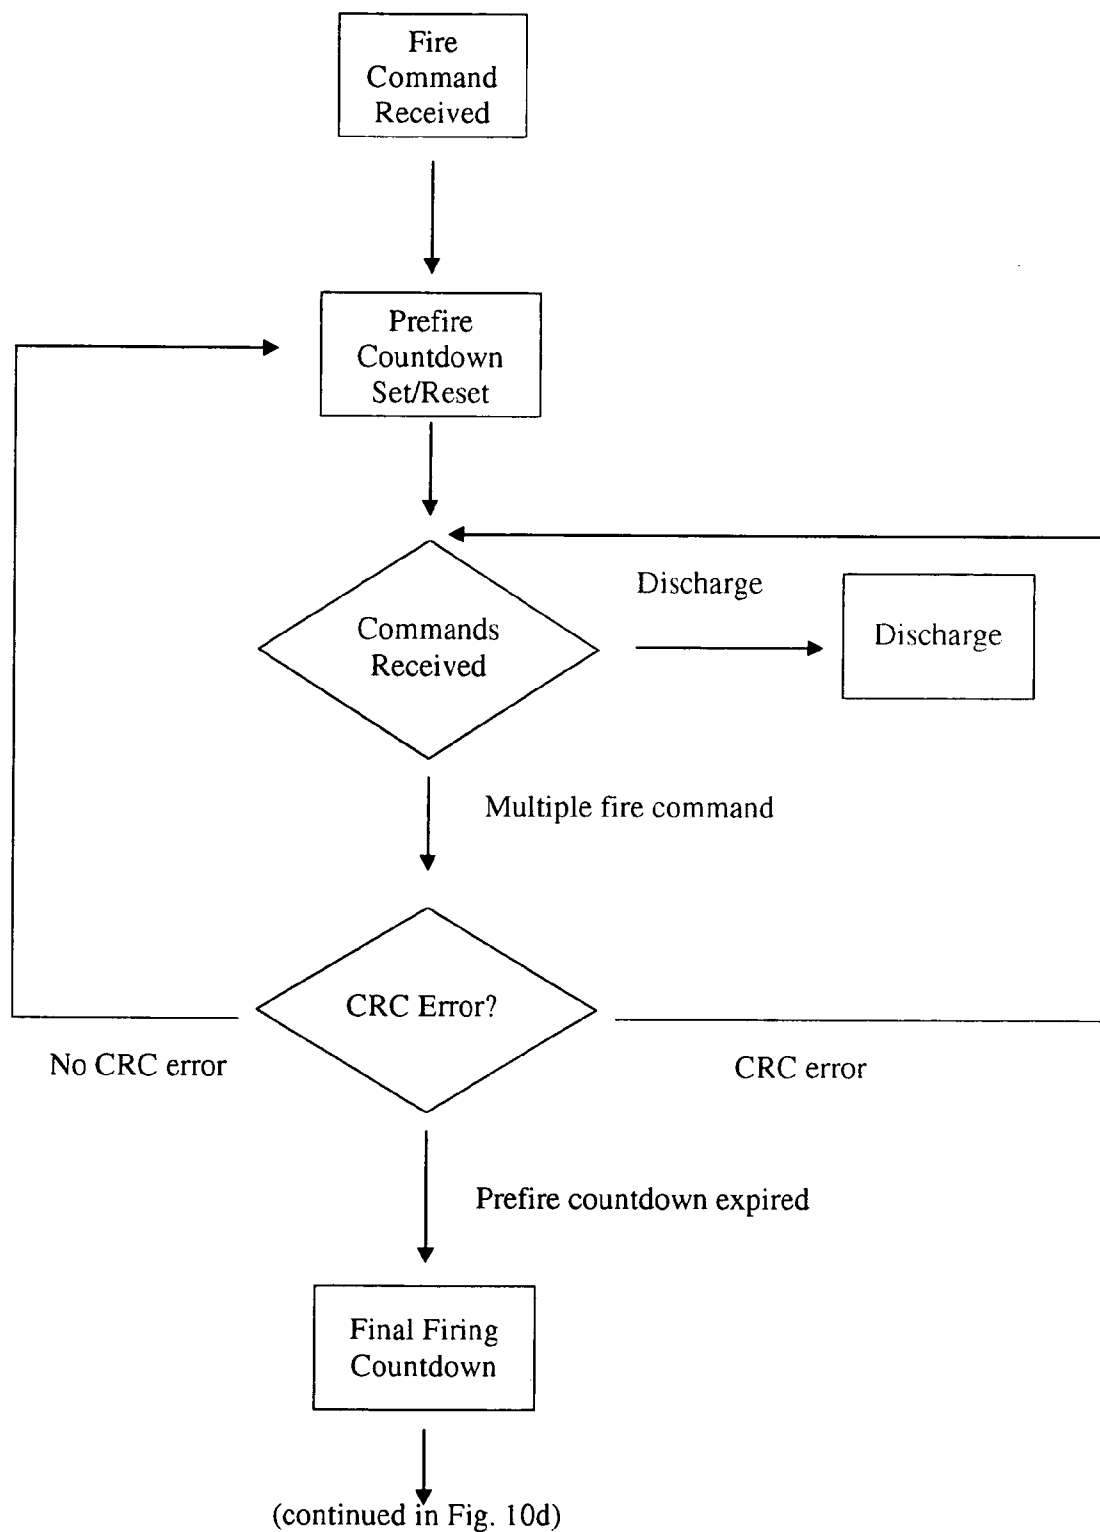 Fire
Command
Received
Prefire
Countdown
Set/Reset
Discharge
Commands
Received
Discharge
Multiple fire command
CRC Error?
No CRC error
CRC error
Prefire countdown expired
Final Firing
Countdown
(continued in Fig. 10d)